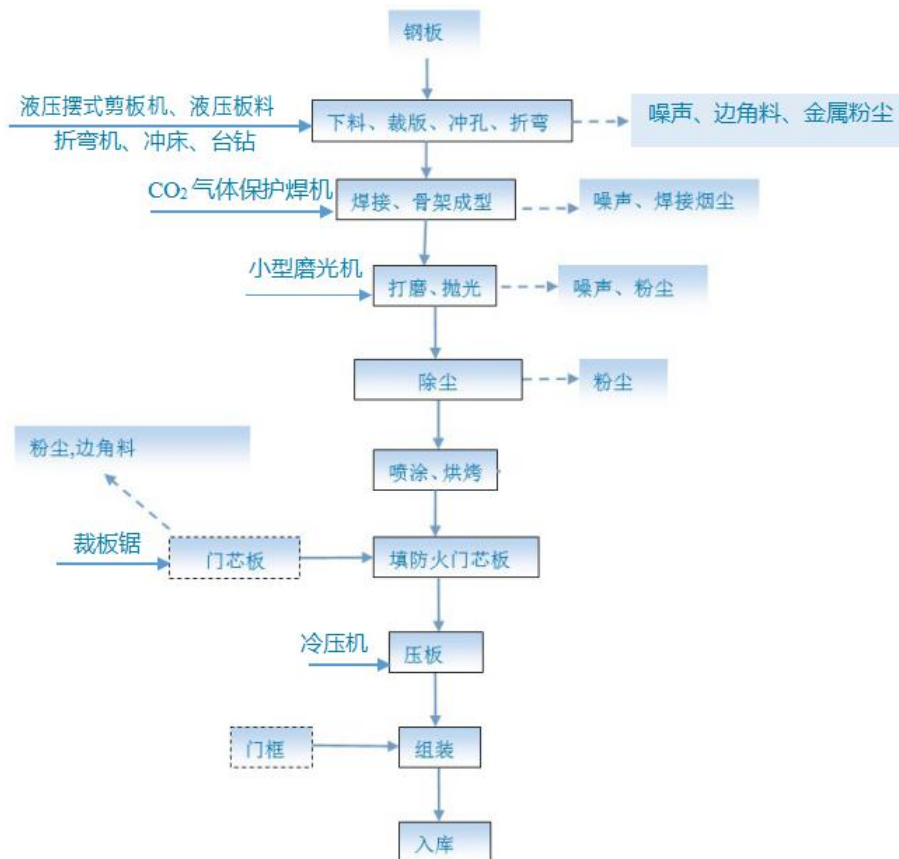 钢板
液压摆式剪板机、液压板料
折弯机、冲床、台钻
下料、裁版、冲孔、折弯
噪声、边角料、金属粉尘
CO₂气体保护焊机
焊接、骨架成型
噪声、焊接烟尘
小型磨光机
打磨、抛光
噪声、粉尘
除尘
粉尘
粉尘,边角料
喷涂、烘烤
裁板锯
门芯板
填防火门芯板
冷压机
压板
门框
组装
入库